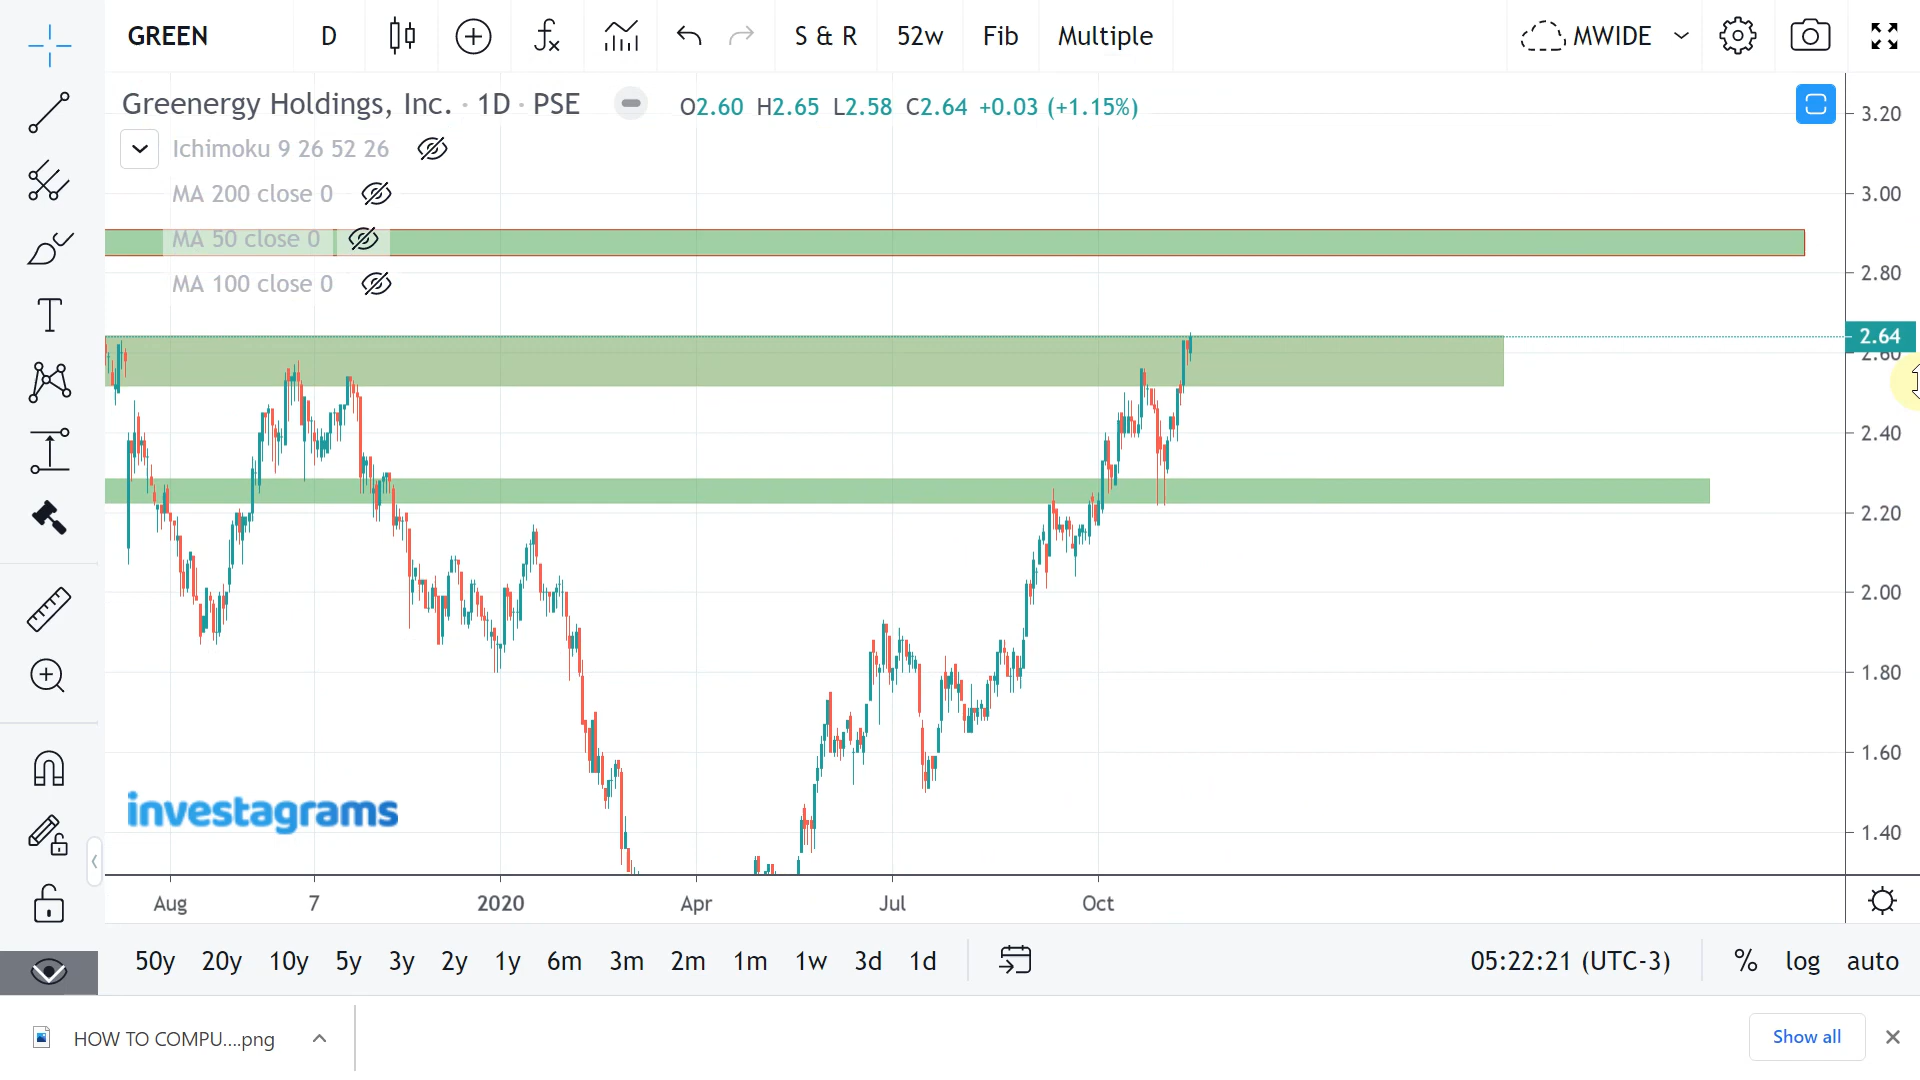 GREEN D S & R 52w Fib Multiple MWIDE
Greenergy Holdings, Inc. · 1D · PSE O2.60 H2.65 L2.58 C2.64 +0.03 (+1.15%)
Ichimoku 9 26 52 26
MA 200 close 0
MA 50 close 0
MA 100 close 0
3.20
3.00
2.80
2.64
2.60
2.40
2.20
2.00
1.80
1.60
1.40
investagrams
Aug 7 2020 Apr Jul Oct
50y 20y 10y 5y 3y 2y 1y 6m 3m 2m 1m 1w 3d 1d 05:22:21 (UTC-3) % log auto
HOW TO COMPU....png Show all